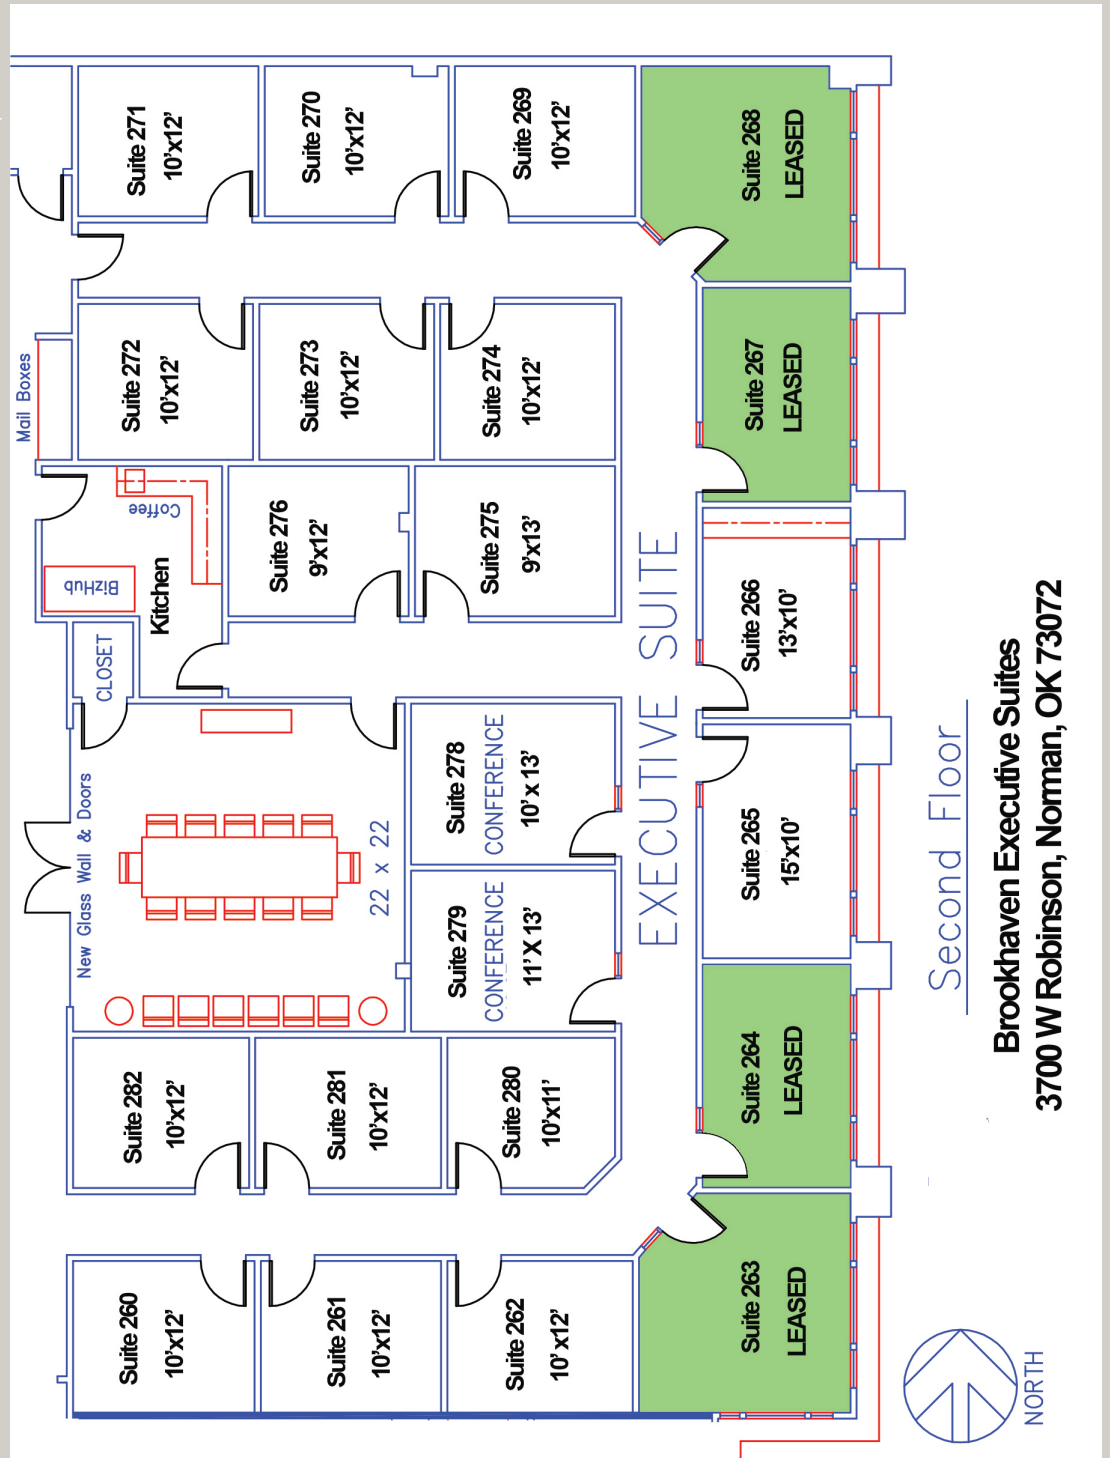 Suite 271
10'x12'
Suite 270
10'x12'
Suite 269
10'x12'
Suite 268
LEASED
Mail Boxes
Suite 272
10'x12'
Suite 273
10'x12'
Suite 274
10'x12'
Suite 267
LEASED
Coffee
BizHub
Kitchen
Suite 276
9'x12'
Suite 275
9'x13'
Suite 266
13'x10'
CLOSET
New Glass Wall & Doors
22 x 22
Suite 278
CONFERENCE
10' x 13'
Suite 279
CONFERENCE
11' X 13'
EXECUTIVE SUITE
Suite 265
15'x10'
Suite 282
10'x12'
Suite 281
10'x12'
Suite 280
10'x11'
Suite 264
LEASED
Suite 260
10'x12'
Suite 261
10'x12'
Suite 262
10' x12'
Suite 263
LEASED
Second Floor
Brookhaven Executive Suites
3700 W Robinson, Norman, OK 73072
NORTH